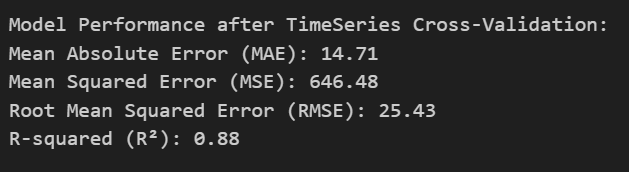 Model Performance after TimeSeries Cross-Validation:
Mean Absolute Error (MAE): 14.71
Mean Squared Error (MSE): 646.48
Root Mean Squared Error (RMSE): 25.43
R-squared (R²): 0.88